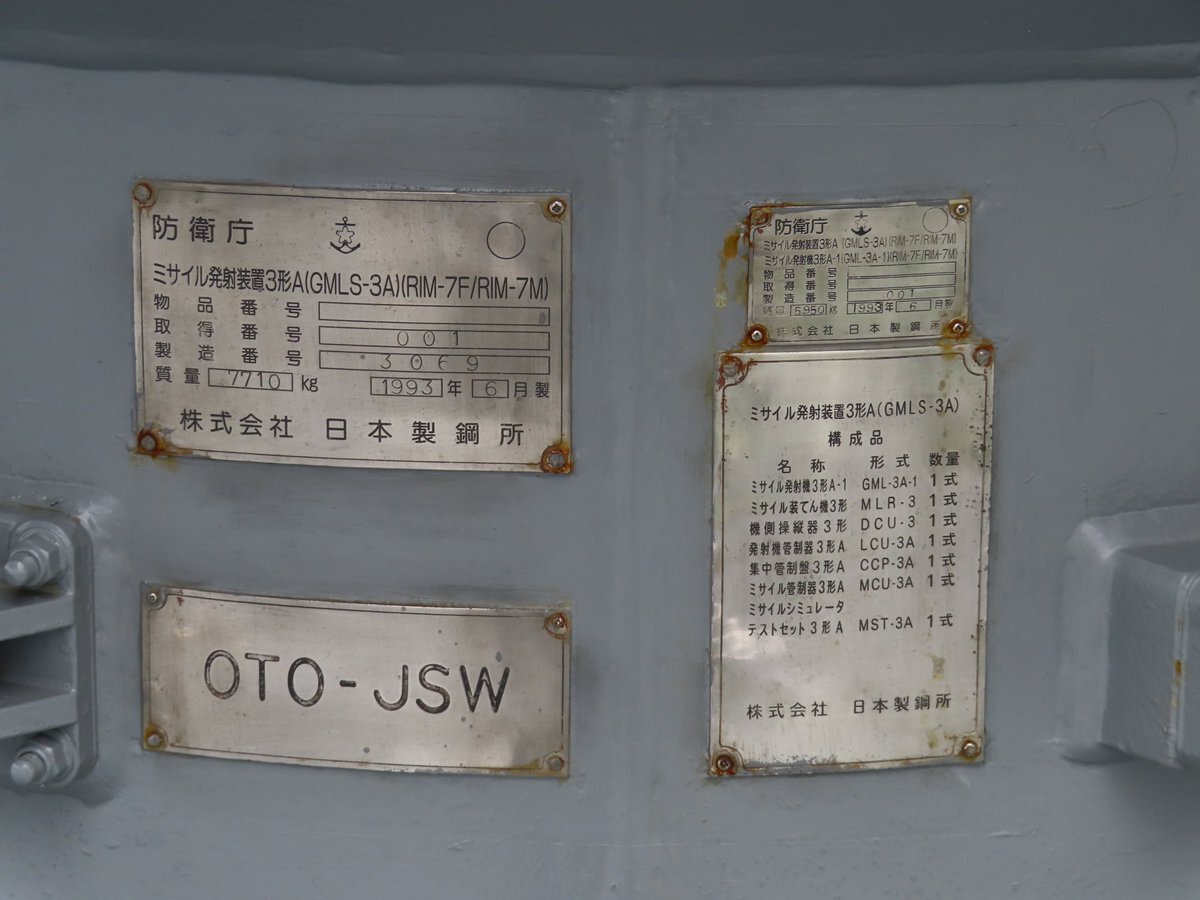 防衛庁
ミサイル発射装置3形A(GMLS-3A)(RIM-7F/RIM-7M)
物品番号
取得番号 001
製造番号 3069
質量 7710 kg 1993年 6月製
株式会社 日本製鋼所
OTO-JSW
防衛庁
ミサイル発射装置3形A(GMLS-3A)(RIM-7F/RIM-7M)
ミサイル発射機3形A-1(GML-3A-1)(RIM-7F/RIM-7M)
物品番号
取得番号
製造番号 001
質量 5950 kg 1993年 6月製
株式会社 日本製鋼所
ミサイル発射装置3形A(GMLS-3A)
構成品
名称 形式 数量
ミサイル発射機3形A-1 GML-3A-1 1式
ミサイル装てん機3形 MLR-3 1式
機側操縦器3形 DCU-3 1式
発射機管制器3形A LCU-3A 1式
集中管制盤3形A CCP-3A 1式
ミサイル管制器3形A MCU-3A 1式
ミサイルシミュレータ
テストセット3形A MST-3A 1式
株式会社 日本製鋼所